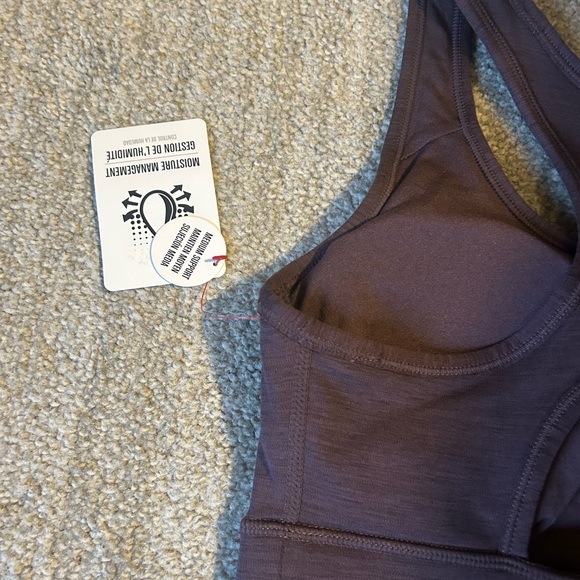 MOISTURE MANAGEMENT
GESTION DE L'HUMIDITÉ
CONTROL DE LA HUMEDAD
MEDIUM SUPPORT
MAINTIEN MOYEN
SUJECIÓN MEDIA